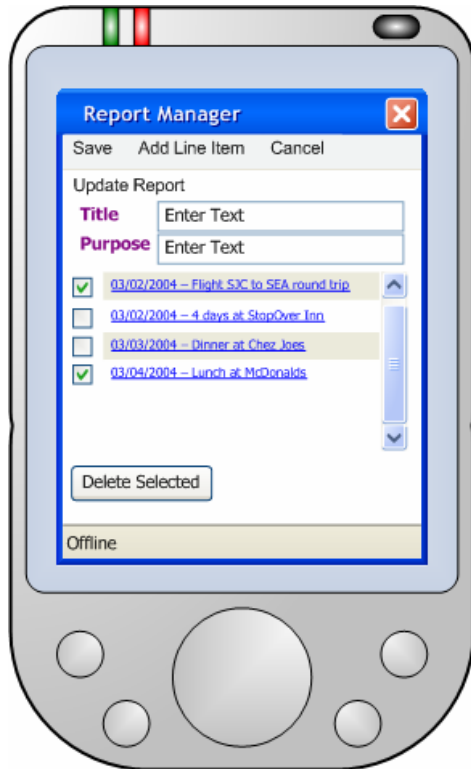 Report Manager
Save Add Line Item Cancel
Update Report
Title Enter Text
Purpose Enter Text
03/02/2004 – Flight SJC to SEA round trip
03/02/2004 – 4 days at StopOver Inn
03/03/2004 – Dinner at Chez Joes
03/04/2004 – Lunch at McDonalds
Delete Selected
Offline